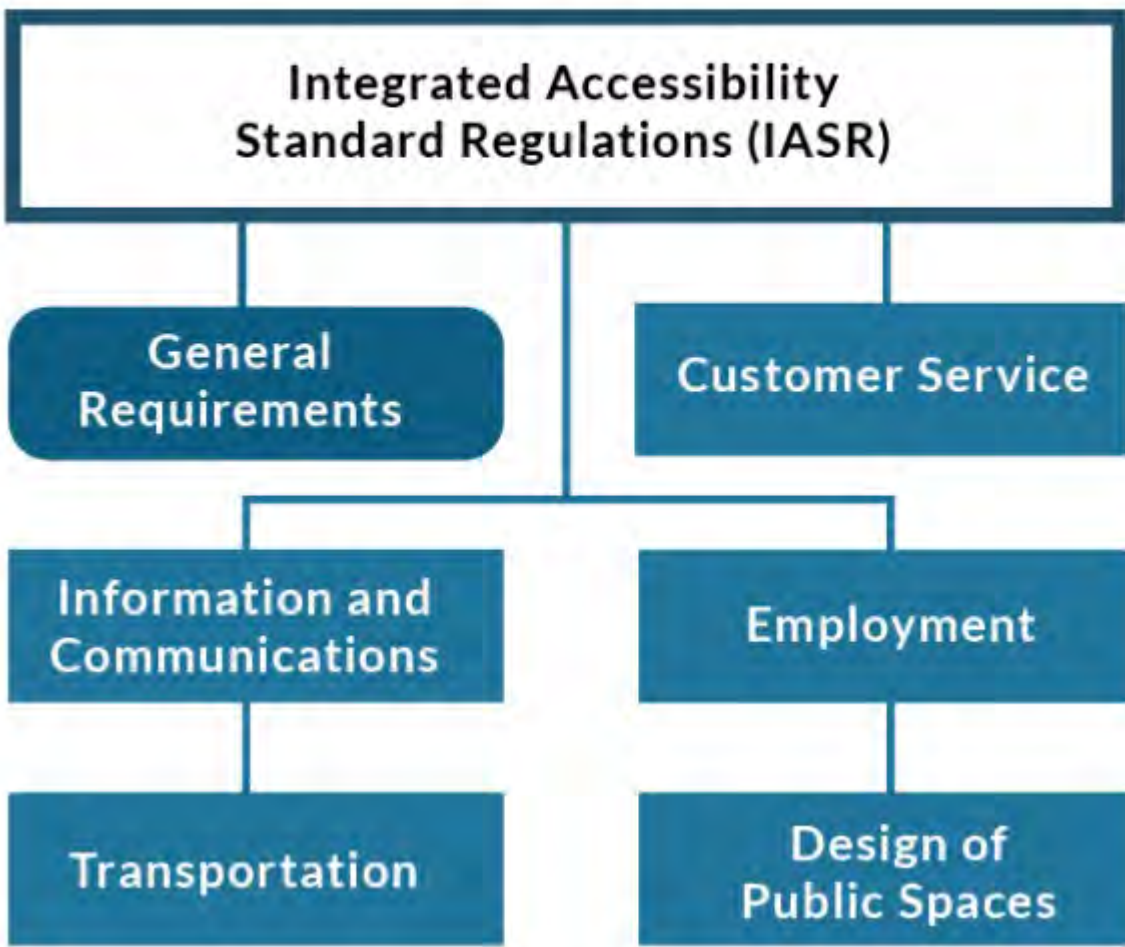 Integrated Accessibility
Standard Regulations (IASR)
General
Requirements
Customer Service
Information and
Communications
Employment
Transportation
Design of
Public Spaces